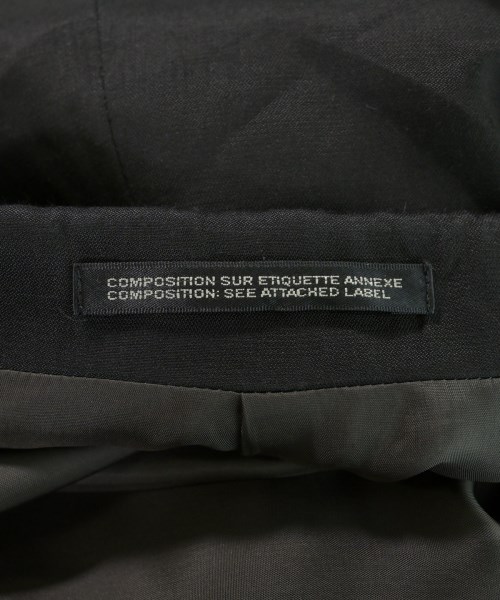 COMPOSITION SUR ETIQUETTE ANNEXE
COMPOSITION: SEE ATTACHED LABEL